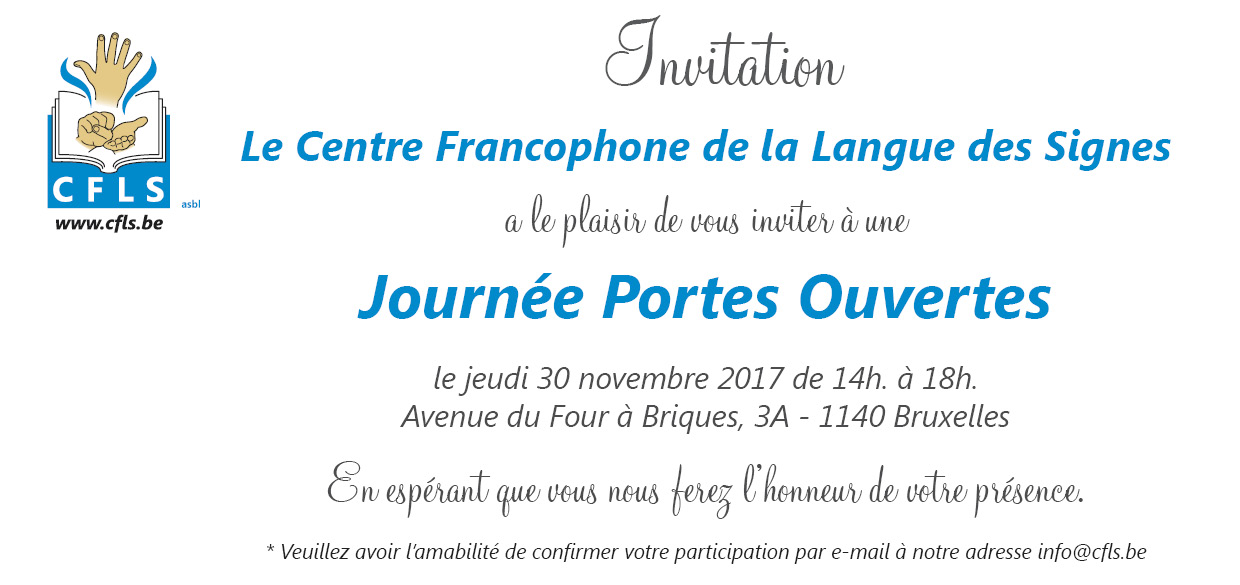 Invitation
Le Centre Francophone de la Langue des Signes
CFLS
asbl
www.cfls.be
a le plaisir de vous inviter à une
Journée Portes Ouvertes
le jeudi 30 novembre 2017 de 14h. à 18h.
Avenue du Four à Briques, 3A - 1140 Bruxelles
En espérant que vous nous ferez l'honneur de votre présence.
* Veuillez avoir l'amabilité de confirmer votre participation par e-mail à notre adresse info@cfls.be